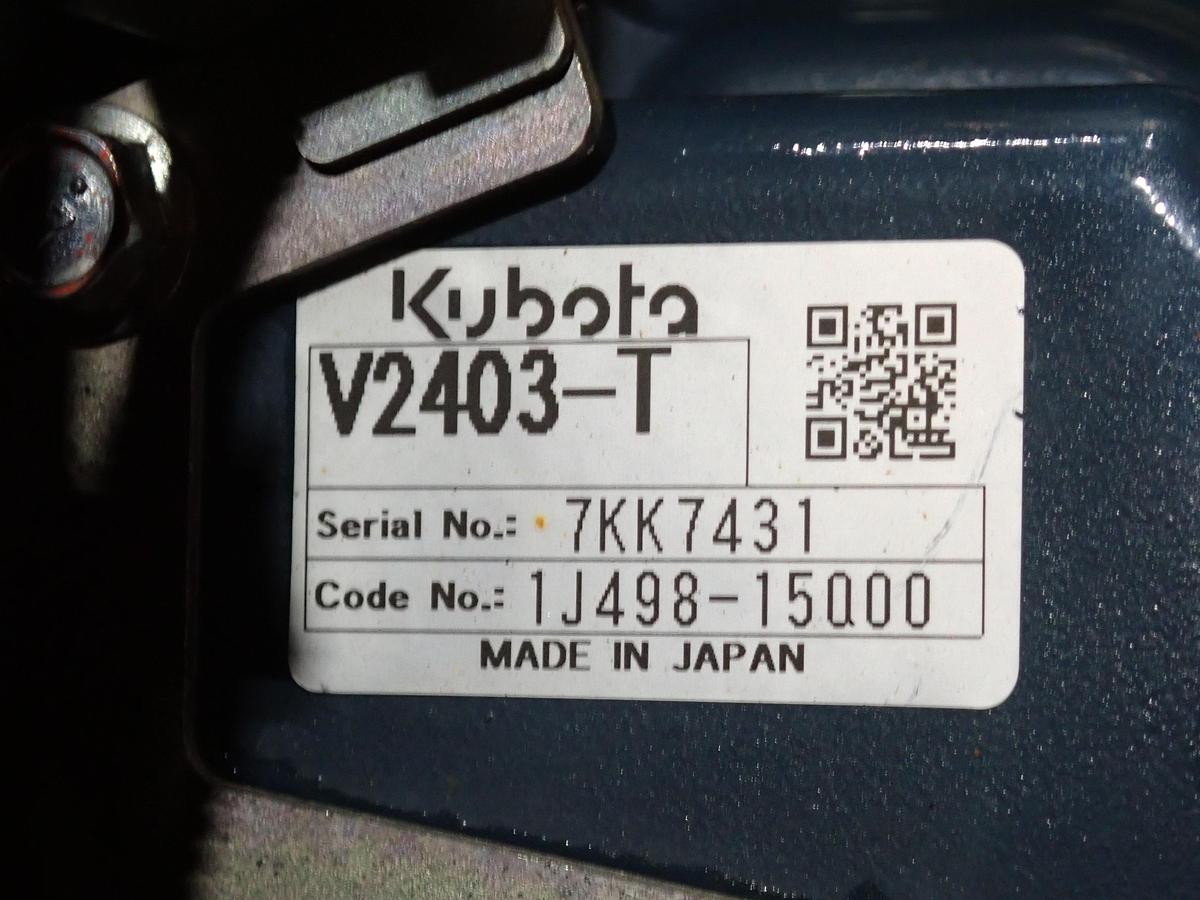 Kubota
V2403-T
Serial No.: 7KK7431
Code No.: 1J498-15000
MADE IN JAPAN